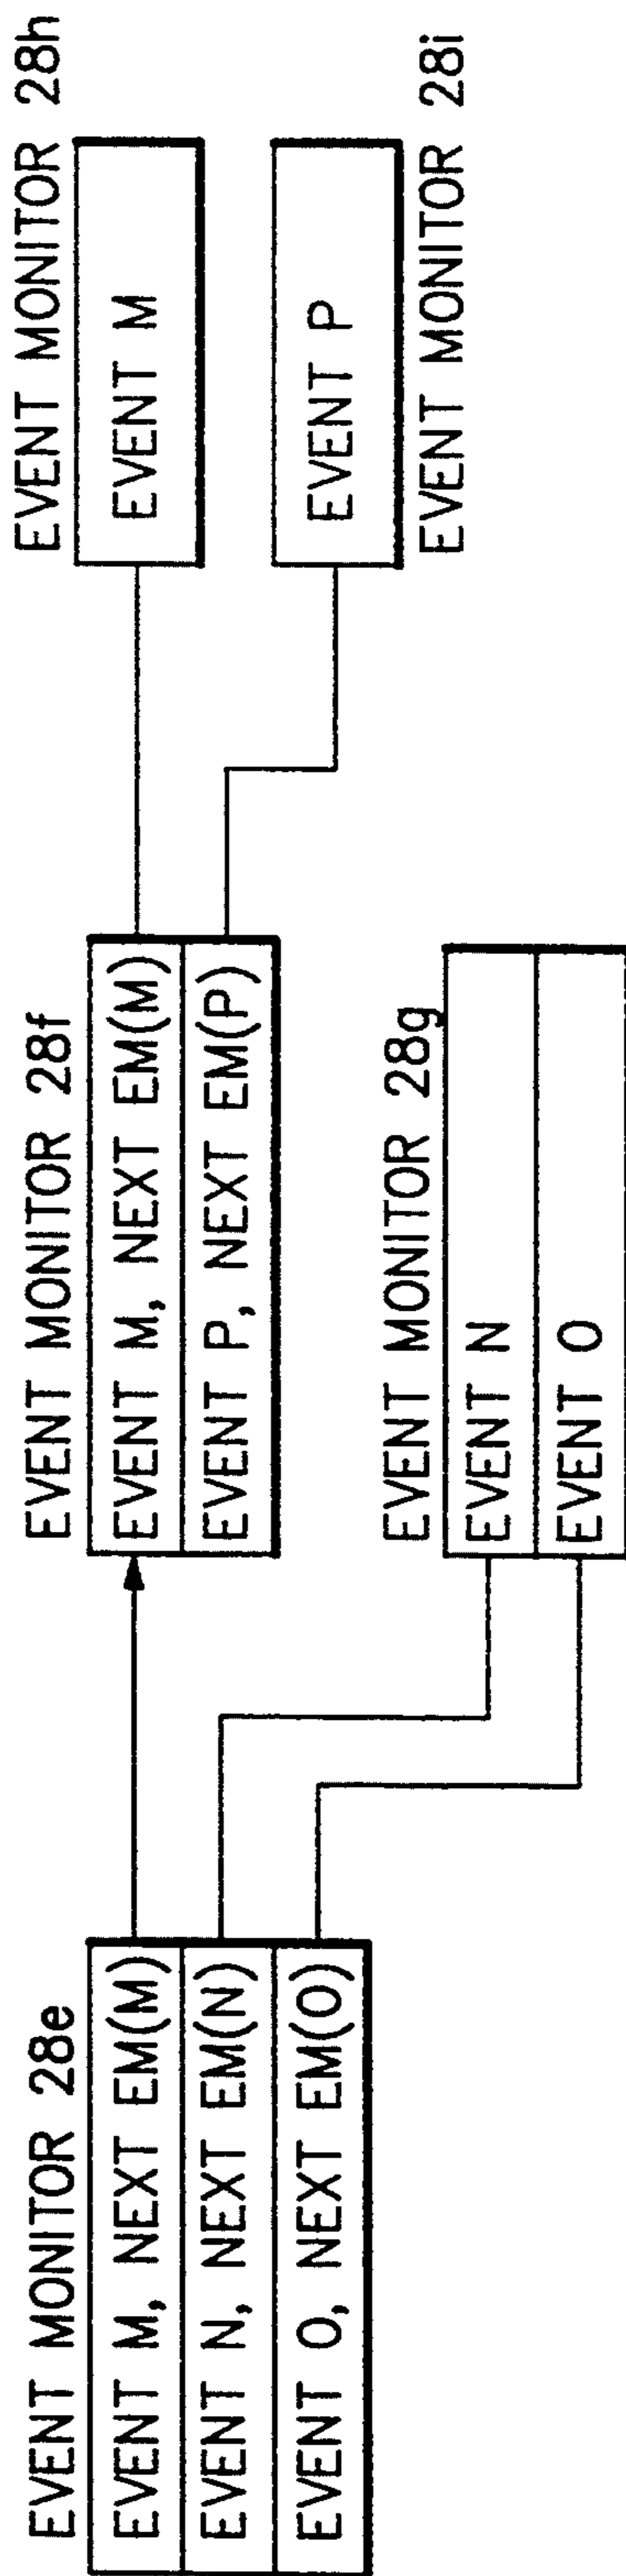 EVENT MONITOR 28e
EVENT M, NEXT EM(M)
EVENT N, NEXT EM(N)
EVENT O, NEXT EM(O)
EVENT MONITOR 28f
EVENT M, NEXT EM(M)
EVENT P, NEXT EM(P)
EVENT MONITOR 28g
EVENT N
EVENT O
EVENT MONITOR 28h
EVENT M
EVENT P
EVENT MONITOR 28i